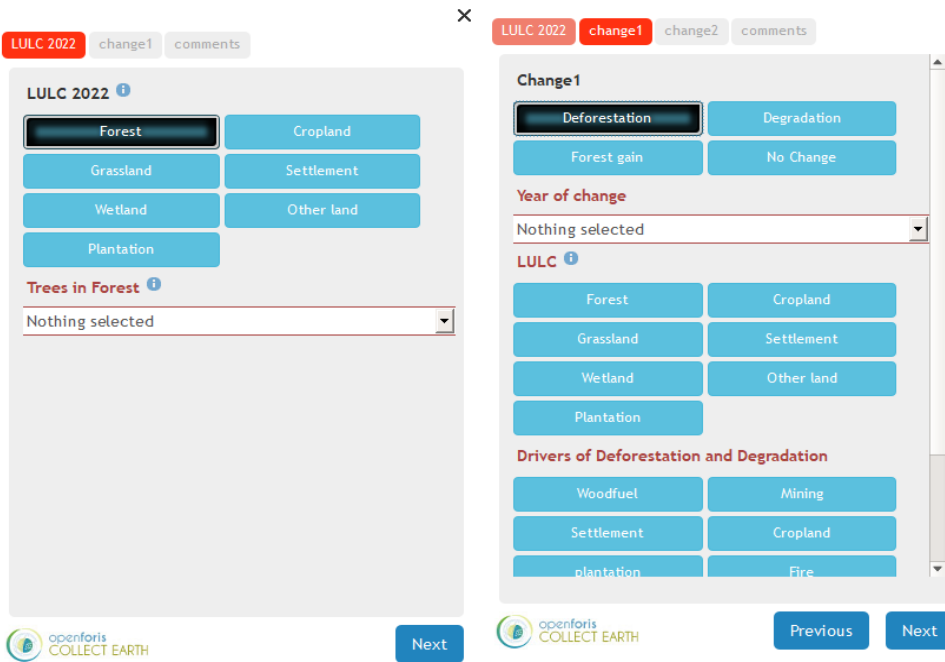 LULC 2022 change1 comments
LULC 2022
Forest Cropland
Grassland Settlement
Wetland Other land
Plantation
Trees in Forest
Nothing selected
openforis
COLLECT EARTH
Next
LULC 2022 change1 change2 comments
Change1
Deforestation Degradation
Forest gain No Change
Year of change
Nothing selected
LULC
Forest Cropland
Grassland Settlement
Wetland Other land
Plantation
Drivers of Deforestation and Degradation
Woodfuel Mining
Settlement Cropland
plantation Fire
openforis
COLLECT EARTH
Previous Next